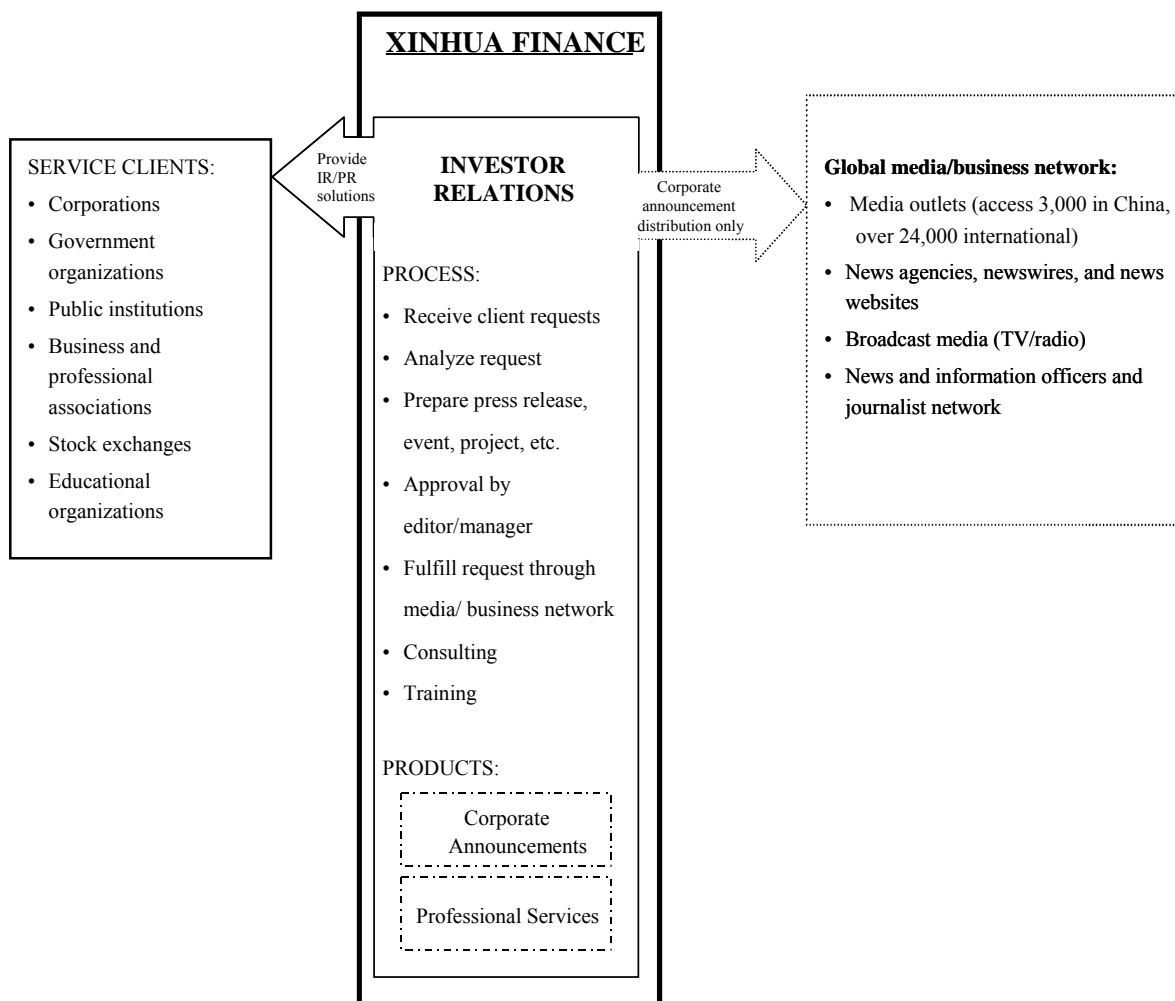 XINHUA FINANCE
SERVICE CLIENTS:
• Corporations
• Government
organizations
• Public institutions
• Business and
professional
associations
• Stock exchanges
• Educational
organizations
Provide
IR/PR
solutions
INVESTOR
RELATIONS
PROCESS:
• Receive client requests
• Analyze request
• Prepare press release,
event, project, etc.
• Approval by
editor/manager
• Fulfill request through
media/ business network
• Consulting
• Training
PRODUCTS:
Corporate
Announcements
Professional Services
Corporate
announcement
distribution only
Global media/business network:
• Media outlets (access 3,000 in China,
over 24,000 international)
• News agencies, newswires, and news
websites
• Broadcast media (TV/radio)
• News and information officers and
journalist network